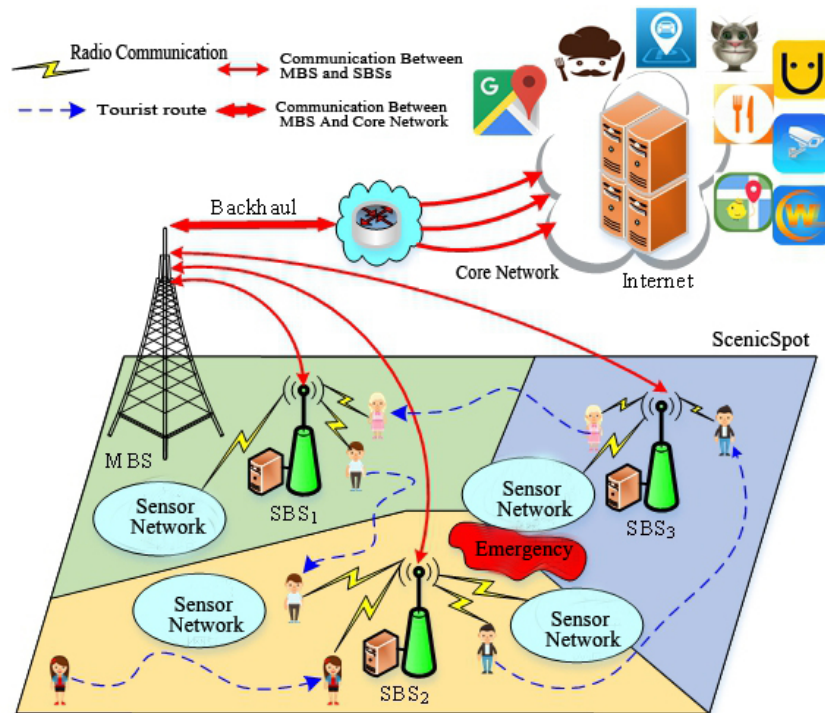 Radio Communication
Communication Between
MBS and SBSs
Tourist route
Communication Between
MBS And Core Network
G
Backhaul
Core Network
Internet
ScenicSpot
MBS
Sensor
Network
SBS1
Sensor
Network
SBS3
Emergency
Sensor
Network
Sensor
Network
SBS2